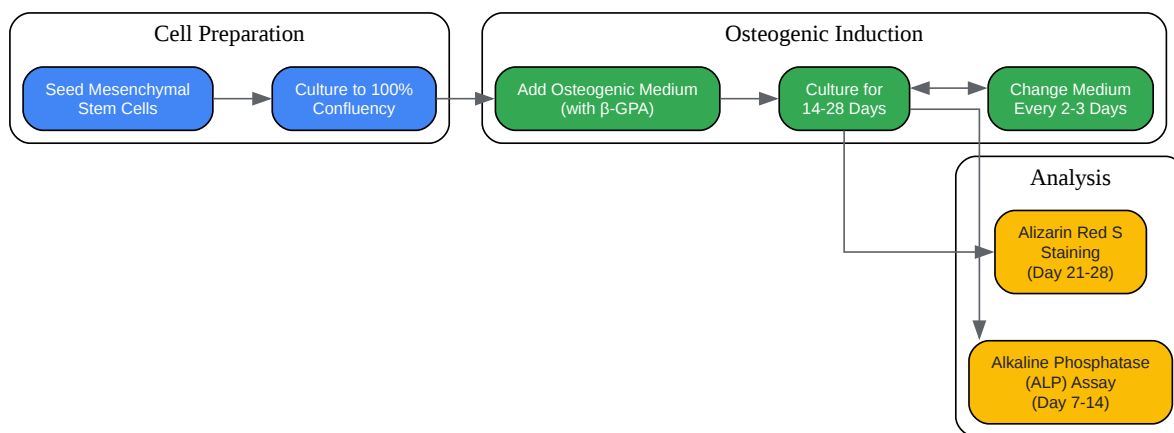 Cell Preparation
Seed Mesenchymal
Stem Cells
Culture to 100%
Confluency
Osteogenic Induction
Add Osteogenic Medium
(with β-GPA)
Culture for
14-28 Days
Change Medium
Every 2-3 Days
Analysis
Alizarin Red S
Staining
(Day 21-28)
Alkaline Phosphatase
(ALP) Assay
(Day 7-14)